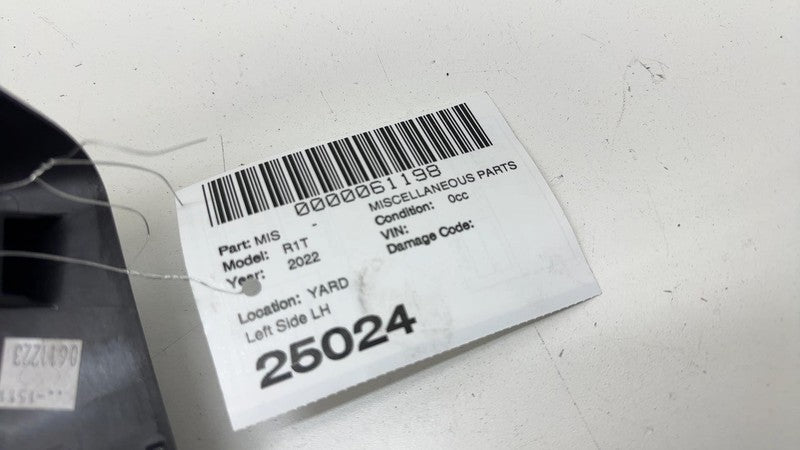 0000061198
Part: MIS - MISCELLANEOUS PARTS
Model: R1T Condition: 0cc
Year: 2022 VIN:
Damage Code:
Location: YARD
Left Side LH
25024
0611223